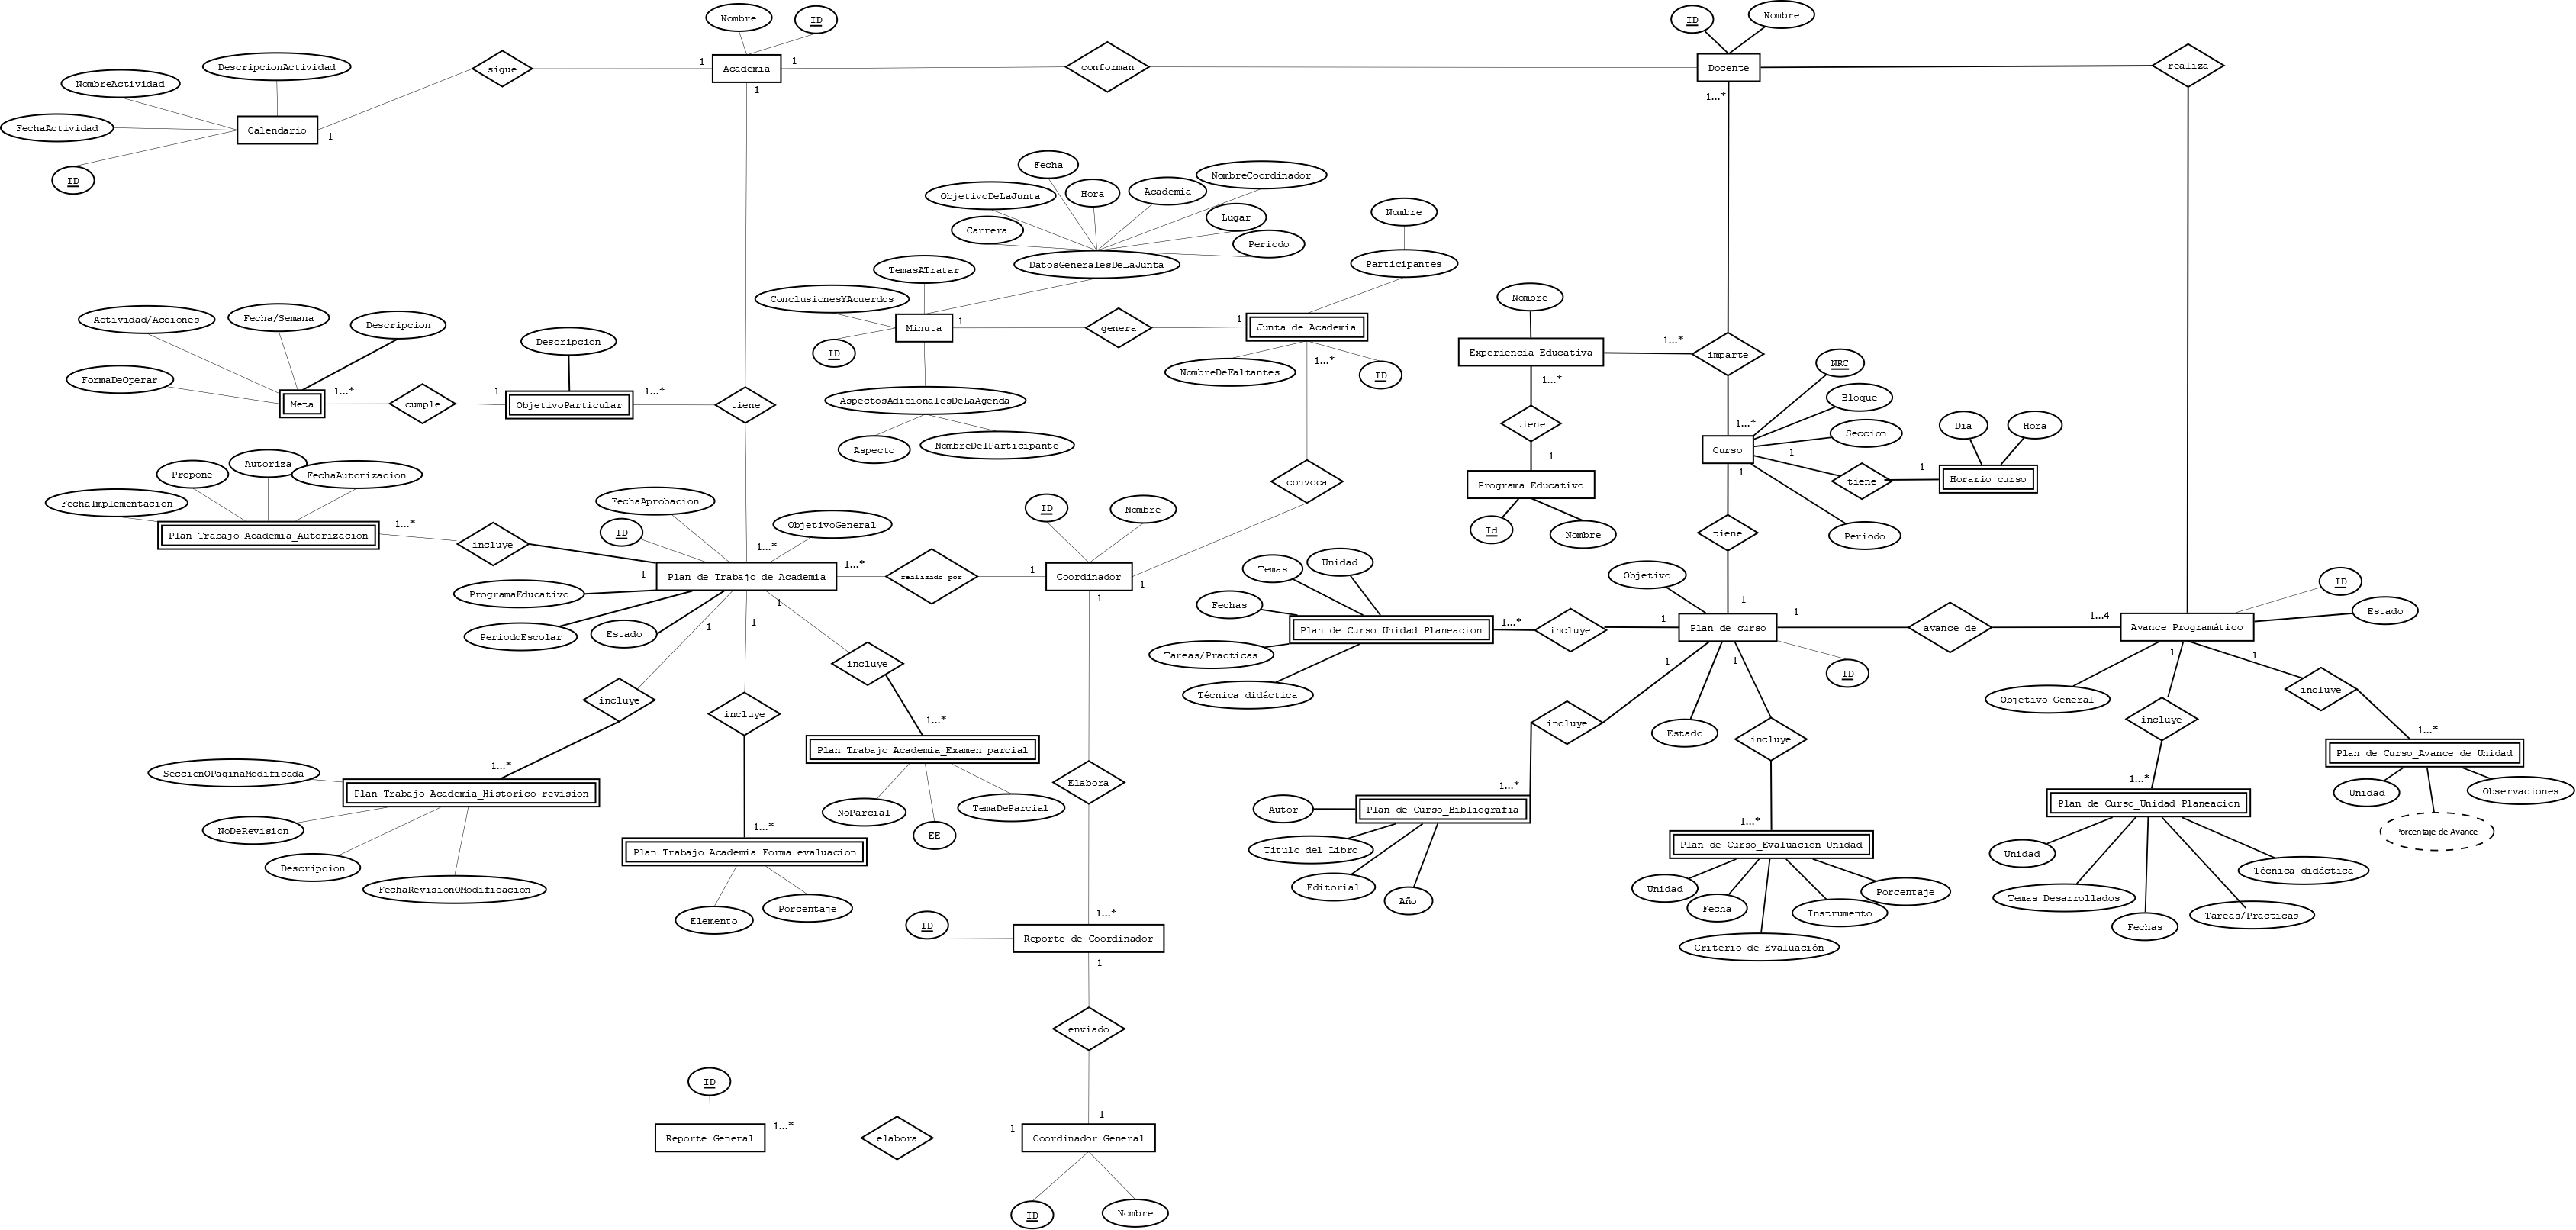 Nombre
ID
ID
Nombre
sigue
1
Academia
1
conforman
Docente
realiza
1
1...*
DescripcionActividad
NombreActividad
FechaActividad
Calendario
1
ID
Fecha
Hora
Academia
NombreCoordinador
ObjetivoDeLaJunta
Lugar
Carrera
Periodo
DatosGeneralesDeLaJunta
Nombre
Participantes
TemasATratar
ConclusionesYAcuerdos
Minuta
1
genera
1
Junta de Academia
ID
NombreDeFaltantes
1...*
ID
AspectosAdicionalesDeLaAgenda
Aspecto
NombreDelParticipante
Nombre
Experiencia Educativa
1...*
imparte
1...*
tiene
1
Programa Educativo
Id
Nombre
1...*
Curso
NRC
Bloque
Seccion
1
tiene
1
Horario curso
Dia
Hora
Periodo
1
tiene
1
Actividad/Acciones
Fecha/Semana
Descripcion
FormaDeOperar
Meta
1...*
cumple
1
ObjetivoParticular
Descripcion
1...*
tiene
Propone
Autoriza
FechaAutorizacion
FechaImplementacion
Plan Trabajo Academia_Autorizacion
1...*
incluye
1
FechaAprobacion
ID
ObjetivoGeneral
1...*
Plan de Trabajo de Academia
1...*
realizado por
1
Coordinador
ID
Nombre
convoca
1
1
ProgramaEducativo
PeriodoEscolar
Estado
1
1
1
incluye
incluye
incluye
1...*
1...*
1...*
Plan Trabajo Academia_Examen parcial
NoParcial
EE
TemaDeParcial
SeccionOPaginaModificada
Plan Trabajo Academia_Historico revision
NoDeRevision
Descripcion
FechaRevisionOModificacion
Plan Trabajo Academia_Forma evaluacion
Elemento
Porcentaje
Elabora
1...*
ID
Reporte de Coordinador
1
enviado
1
ID
Reporte General
1...*
elabora
1
Coordinador General
ID
Nombre
Temas
Unidad
Fechas
Plan de Curso_Unidad Planeacion
1...*
incluye
1
Tareas/Practicas
Técnica didáctica
Objetivo
Plan de curso
1
avance de
1...4
Avance Programático
ID
Estado
ID
1
1
incluye
Estado
incluye
1...*
Plan de Curso_Bibliografia
Autor
Titulo del Libro
Editorial
Año
1...*
Plan de Curso_Evaluacion Unidad
Unidad
Fecha
Criterio de Evaluación
Instrumento
Porcentaje
Objetivo General
1
1
incluye
incluye
1...*
1...*
Plan de Curso_Avance de Unidad
Unidad
Observaciones
Porcentaje de Avance
Plan de Curso_Unidad Planeacion
Unidad
Temas Desarrollados
Fechas
Tareas/Practicas
Técnica didáctica